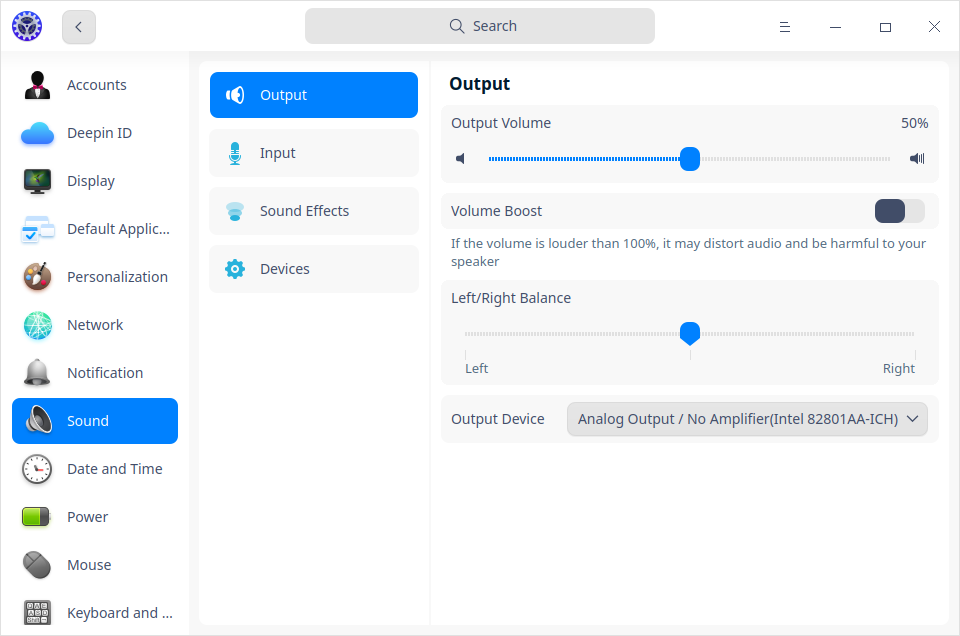 Search
Accounts
Deepin ID
Display
Default Applic...
Personalization
Network
Notification
Sound
Date and Time
Power
Mouse
Keyboard and ...
Output
Input
Sound Effects
Devices
Output
Output Volume 50%
Volume Boost
If the volume is louder than 100%, it may distort audio and be harmful to your
speaker
Left/Right Balance
Left Right
Output Device Analog Output / No Amplifier(Intel 82801AA-ICH)